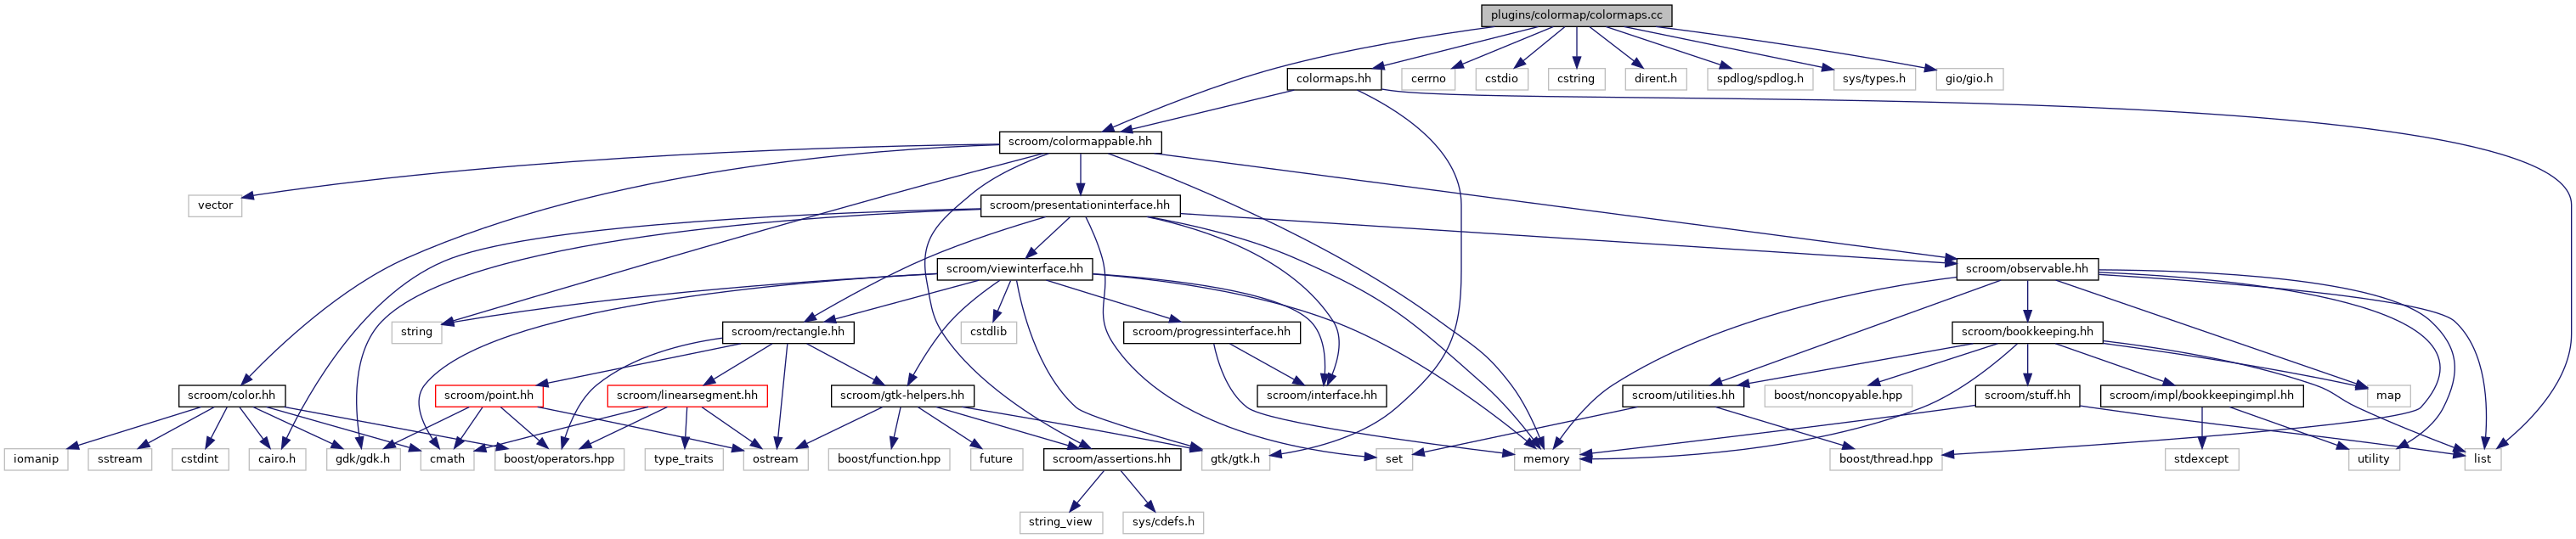 plugins/colormap/colormaps.cc
colormaps.hh
cerrno
cstdio
cstring
dirent.h
spdlog/spdlog.h
sys/types.h
gio/gio.h
scroom/colormappable.hh
vector
scroom/presentationinterface.hh
scroom/viewinterface.hh
scroom/observable.hh
string
scroom/rectangle.hh
cstdlib
scroom/progressinterface.hh
scroom/bookkeeping.hh
scroom/color.hh
scroom/point.hh
scroom/linearsegment.hh
scroom/gtk-helpers.hh
scroom/interface.hh
scroom/utilities.hh
boost/noncopyable.hpp
scroom/stuff.hh
scroom/impl/bookkeepingimpl.hh
map
iomanip
sstream
cstdint
cairo.h
gdk/gdk.h
cmath
boost/operators.hpp
type_traits
ostream
boost/function.hpp
future
scroom/assertions.hh
gtk/gtk.h
set
memory
boost/thread.hpp
stdexcept
utility
list
string_view
sys/cdefs.h